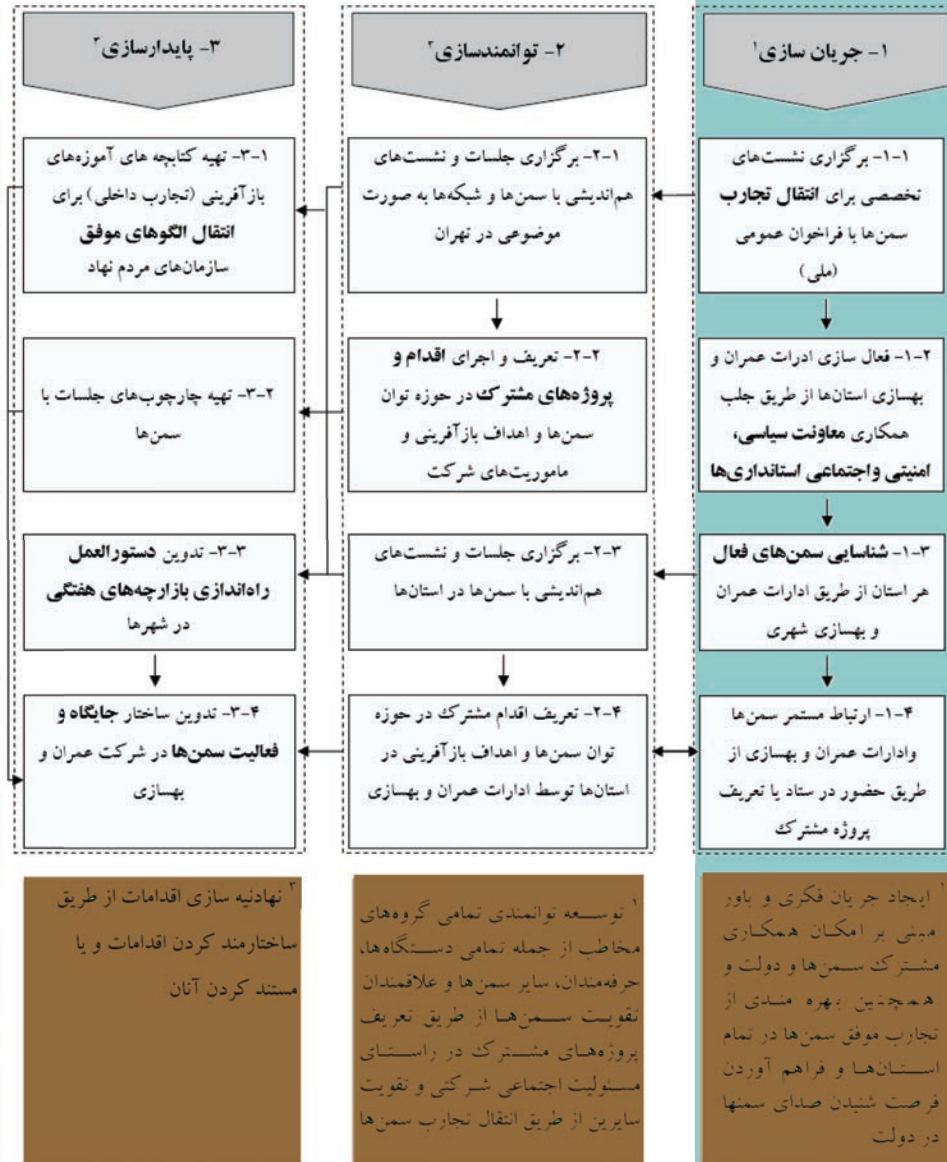 ۱- جریان سازی۱
۱-۱- برگزاری نشست‌های
تخصصی برای انتقال تجارب
سمن‌ها با فراخوان عمومی
(ملی)
۱-۲- فعال سازی ادرات عمران و
بهسازی استان‌ها از طریق جلب
همکاری معاونت سیاسی،
امنیتی واجتماعی استانداری‌ها
۱-۳- شناسایی سمن‌های فعال
هر استان از طریق ادارات عمران
و بهسازی شهری
۱-۴- ارتباط مستمر سمن‌ها
وادارات عمران و بهسازی از
طریق حضور در ستاد یا تعریف
پروژه مشترک
۱ ایجاد جریان فکری و باور
مبنی بر امکان همکاری
مشترک سمن‌ها و دولت و
همچنین بهره مندی از
تجارب موفق سمن‌ها در تمام
استان‌ها و فراهم آوردن
فرصت شنیدن صدای سمنها
در دولت
۲- توانمندسازی۲
۲-۱- برگزاری جلسات و نشست‌های
هم‌اندیشی با سمن‌ها و شبکه‌ها به صورت
موضوعی در تهران
۲-۲- تعریف و اجرای اقدام و
پروژه‌های مشترک در حوزه توان
سمن‌ها و اهداف بازآفرینی و
ماموریت‌های شرکت
۲-۳- برگزاری جلسات و نشست‌های
هم‌اندیشی با سمن‌ها در استان‌ها
۲-۴- تعریف اقدام مشترک در حوزه
توان سمن‌ها و اهداف بازآفرینی در
استان‌ها توسط ادارات عمران و بهسازی
۲ توسعه توانمندی تمامی گروه‌های
مخاطب از جمله تمامی دستگاه‌ها،
حرفه‌مندان، سایر سمن‌ها و علاقمندان
تقویت سمن‌ها از طریق تعریف
پروژه‌های مشترک در راستای
مسئولیت اجتماعی شرکتی و تقویت
سایرین از طریق انتقال تجارب سمن‌ها
۳- پایدارسازی۳
۳-۱- تهیه کتابچه های آموزه‌های
بازآفرینی (تجارب داخلی) برای
انتقال الگوهای موفق
سازمان‌های مردم نهاد
۳-۲- تهیه چارچوب‌های جلسات با
سمن‌ها
۳-۳- تدوین دستورالعمل
راه‌اندازی بازارچه‌های هفتگی
در شهرها
۳-۴- تدوین ساختار جایگاه و
فعالیت سمن‌ها در شرکت عمران و
بهسازی
۳ نهادنیه سازی اقدامات از طریق
ساختارمند کردن اقدامات و یا
مستند کردن آنان